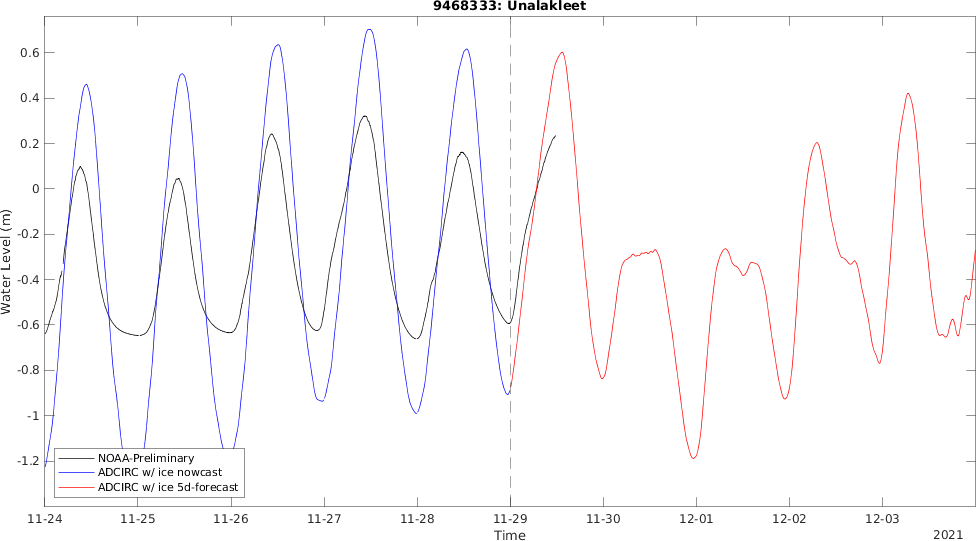 9468333: Unalakleet
0.6
0.4
0.2
0
-0.2
-0.4
-0.6
-0.8
-1
-1.2
Water Level (m)
NOAA-Preliminary
ADCIRC w/ ice nowcast
ADCIRC w/ ice 5d-forecast
11-24 11-25 11-26 11-27 11-28 11-29 11-30 12-01 12-02 12-03
Time
2021